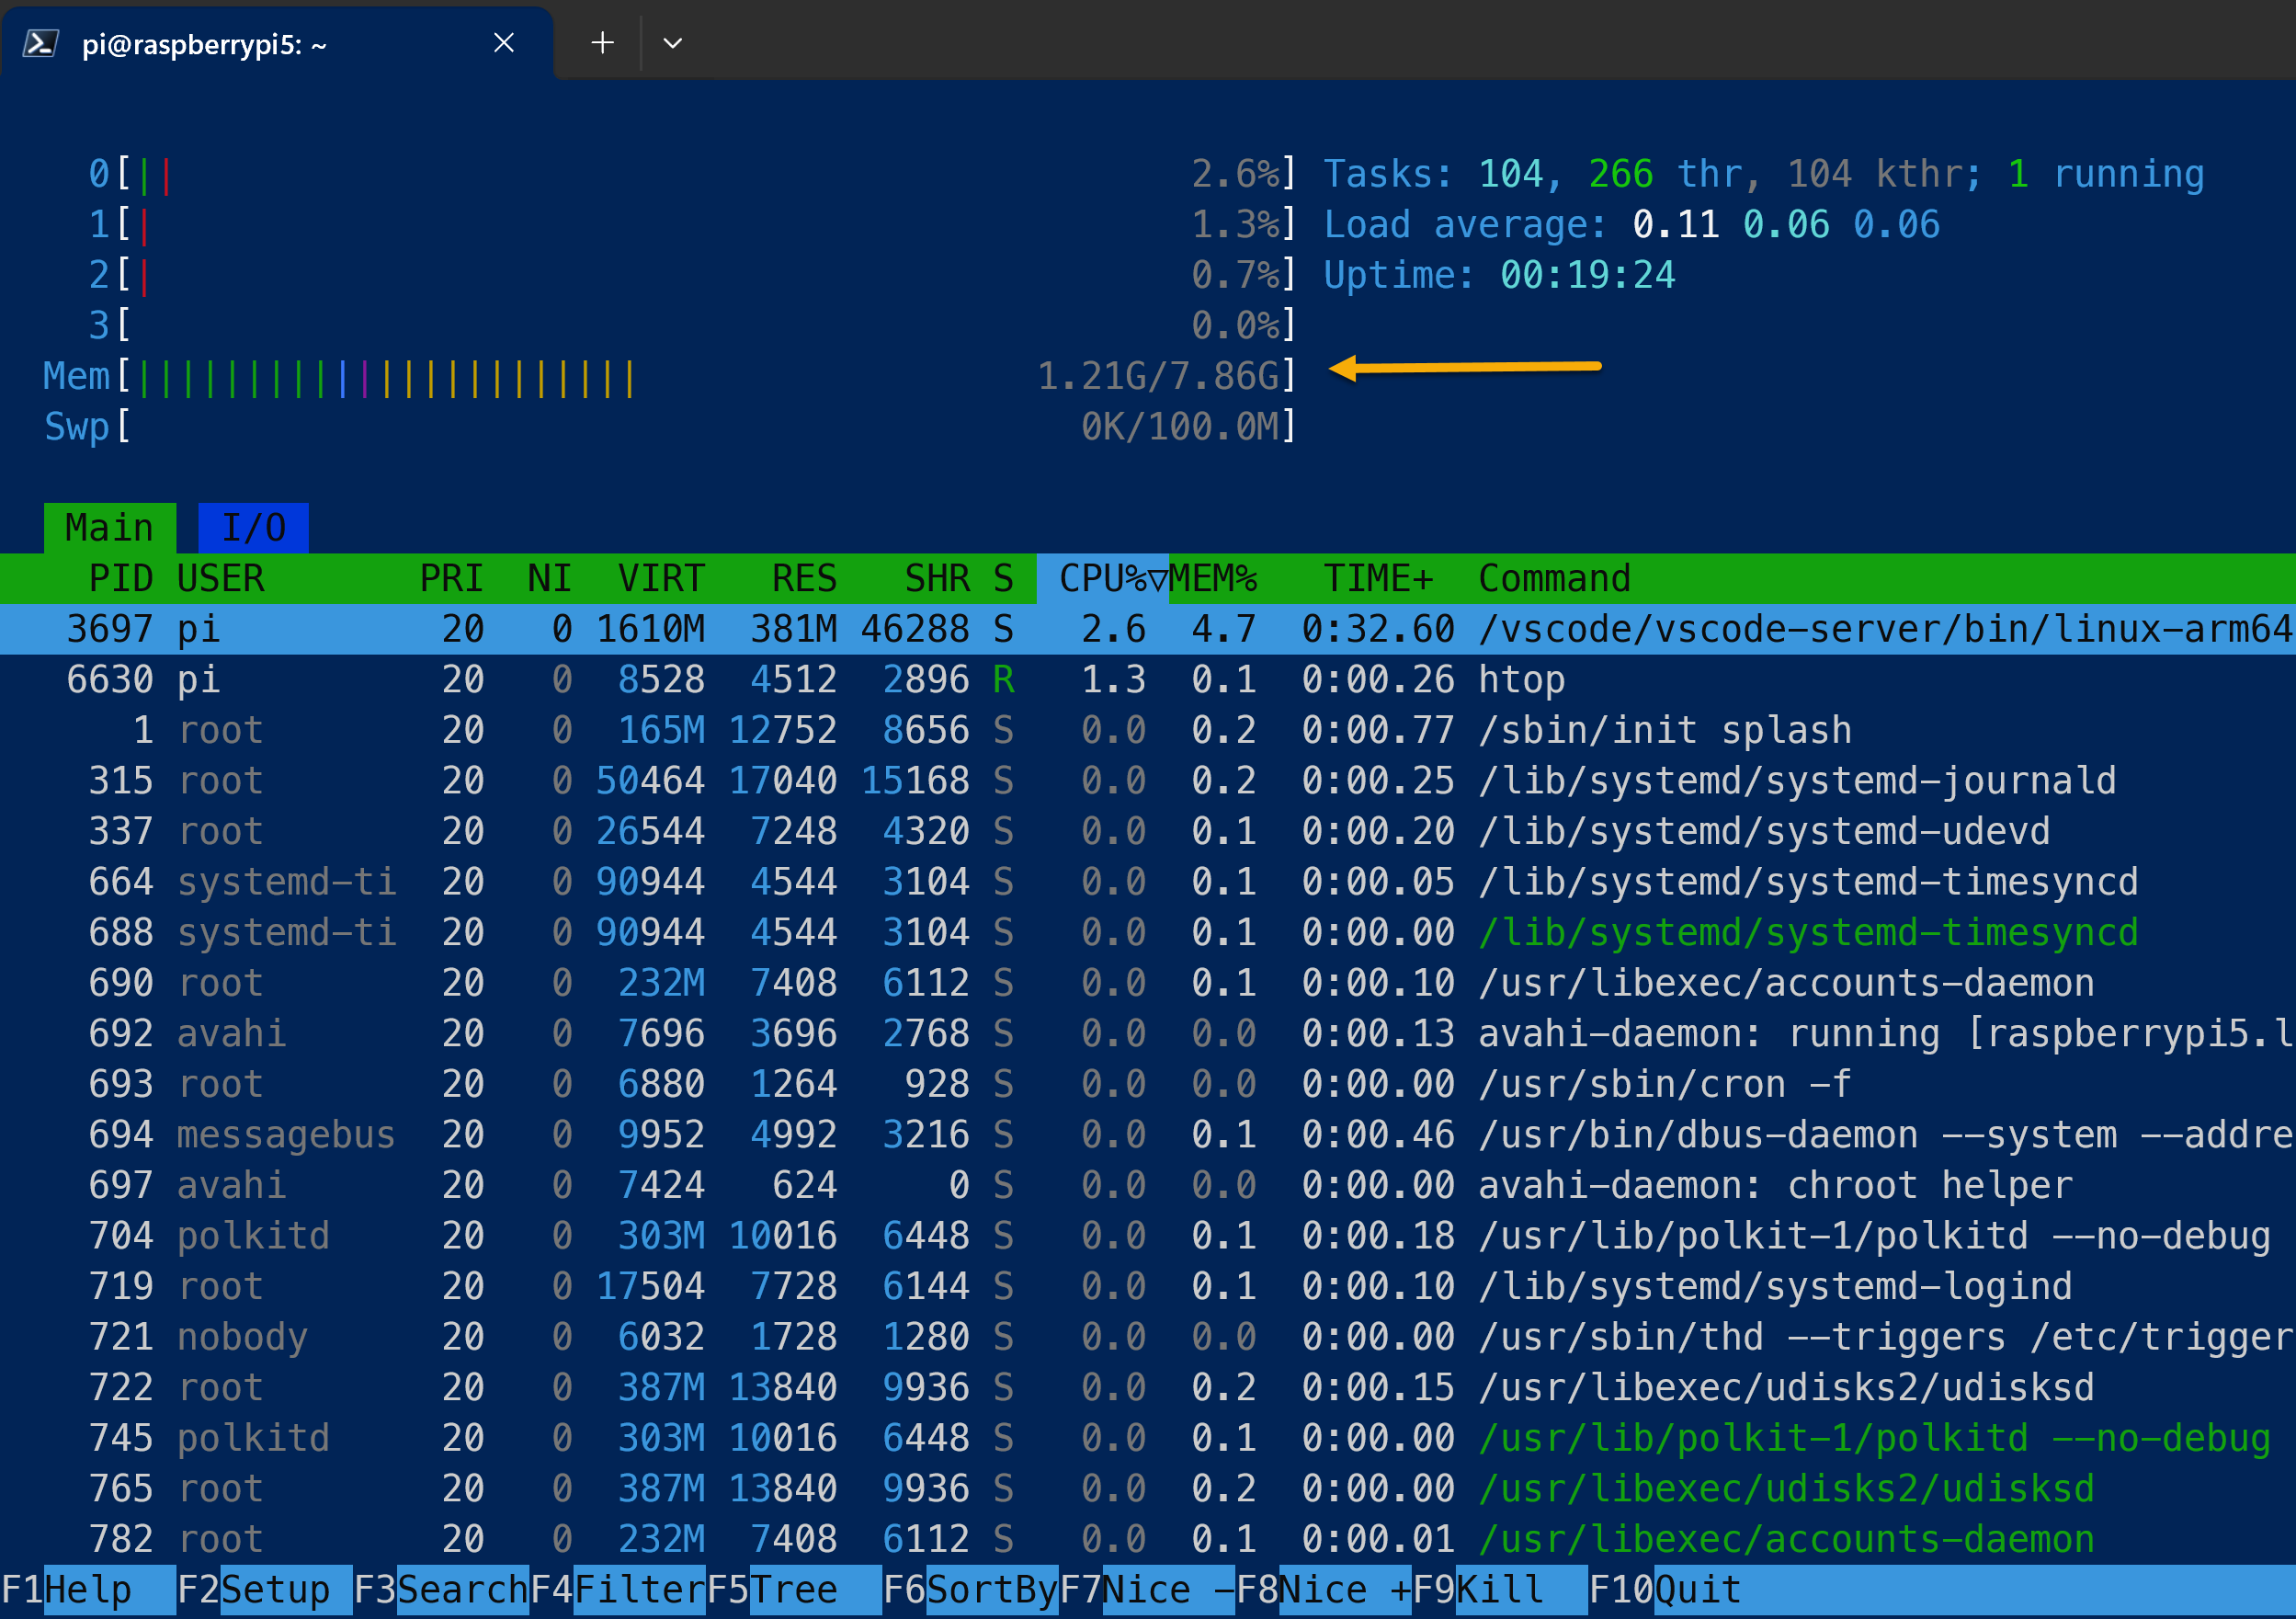 pi@raspberrypi5: ~
0[|| 2.6%] Tasks: 104, 266 thr, 104 kthr; 1 running
1[| 1.3%] Load average: 0.11 0.06 0.06
2[| 0.7%] Uptime: 00:19:24
3[ 0.0%]
Mem[||||||||||||||||||||||| 1.21G/7.86G]
Swp[ 0K/100.0M]
Main I/O
PID USER PRI NI VIRT RES SHR S CPU%▽MEM% TIME+ Command
3697 pi 20 0 1610M 381M 46288 S 2.6 4.7 0:32.60 /vscode/vscode-server/bin/linux-arm64
6630 pi 20 0 8528 4512 2896 R 1.3 0.1 0:00.26 htop
1 root 20 0 165M 12752 8656 S 0.0 0.2 0:00.77 /sbin/init splash
315 root 20 0 50464 17040 15168 S 0.0 0.2 0:00.25 /lib/systemd/systemd-journald
337 root 20 0 26544 7248 4320 S 0.0 0.1 0:00.20 /lib/systemd/systemd-udevd
664 systemd-ti 20 0 90944 4544 3104 S 0.0 0.1 0:00.05 /lib/systemd/systemd-timesyncd
688 systemd-ti 20 0 90944 4544 3104 S 0.0 0.1 0:00.00 /lib/systemd/systemd-timesyncd
690 root 20 0 232M 7408 6112 S 0.0 0.1 0:00.10 /usr/libexec/accounts-daemon
692 avahi 20 0 7696 3696 2768 S 0.0 0.0 0:00.13 avahi-daemon: running [raspberrypi5.l
693 root 20 0 6880 1264 928 S 0.0 0.0 0:00.00 /usr/sbin/cron -f
694 messagebus 20 0 9952 4992 3216 S 0.0 0.1 0:00.46 /usr/bin/dbus-daemon --system --addre
697 avahi 20 0 7424 624 0 S 0.0 0.0 0:00.00 avahi-daemon: chroot helper
704 polkitd 20 0 303M 10016 6448 S 0.0 0.1 0:00.18 /usr/lib/polkit-1/polkitd --no-debug
719 root 20 0 17504 7728 6144 S 0.0 0.1 0:00.10 /lib/systemd/systemd-logind
721 nobody 20 0 6032 1728 1280 S 0.0 0.0 0:00.00 /usr/sbin/thd --triggers /etc/trigger
722 root 20 0 387M 13840 9936 S 0.0 0.2 0:00.15 /usr/libexec/udisks2/udisksd
745 polkitd 20 0 303M 10016 6448 S 0.0 0.1 0:00.00 /usr/lib/polkit-1/polkitd --no-debug
765 root 20 0 387M 13840 9936 S 0.0 0.2 0:00.00 /usr/libexec/udisks2/udisksd
782 root 20 0 232M 7408 6112 S 0.0 0.1 0:00.01 /usr/libexec/accounts-daemon
F1Help F2Setup F3SearchF4FilterF5Tree F6SortByF7Nice -F8Nice +F9Kill F10Quit